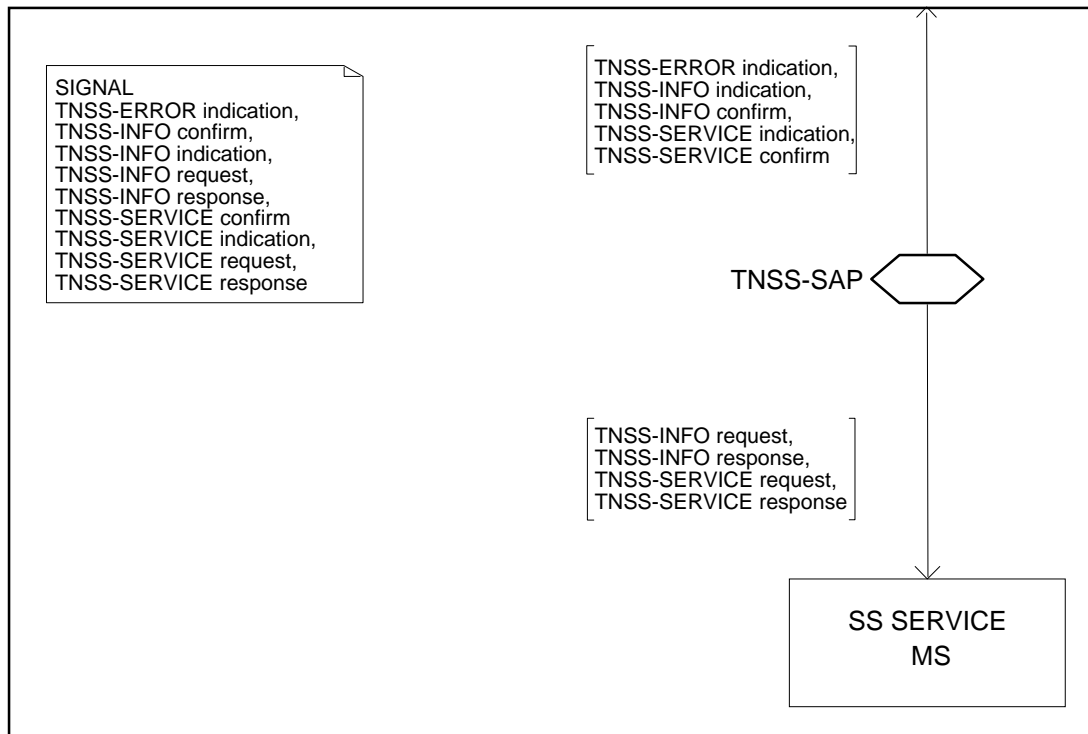 SIGNAL
TNSS-ERROR indication,
TNSS-INFO confirm,
TNSS-INFO indication,
TNSS-INFO request,
TNSS-INFO response,
TNSS-SERVICE confirm
TNSS-SERVICE indication,
TNSS-SERVICE request,
TNSS-SERVICE response
TNSS-ERROR indication,
TNSS-INFO indication,
TNSS-INFO confirm,
TNSS-SERVICE indication,
TNSS-SERVICE confirm
TNSS-SAP
TNSS-INFO request,
TNSS-INFO response,
TNSS-SERVICE request,
TNSS-SERVICE response
SS SERVICE
MS